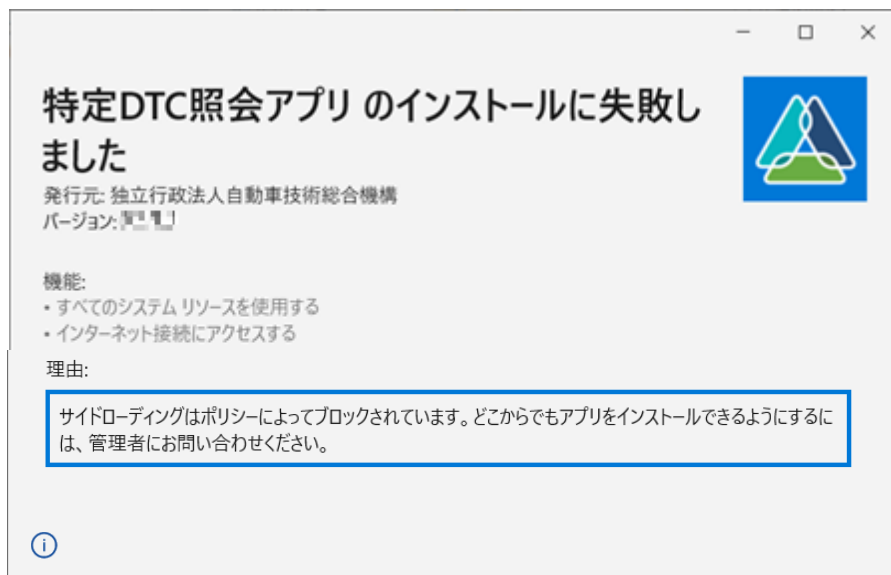 特定DTC照会アプリ のインストールに失敗し
ました
発行元: 独立行政法人自動車技術総合機構
バージョン:
機能:
• すべてのシステム リソースを使用する
• インターネット接続にアクセスする
理由:
サイドローディングはポリシーによってブロックされています。どこからでもアプリをインストールできるようにするに
は、管理者にお問い合わせください。